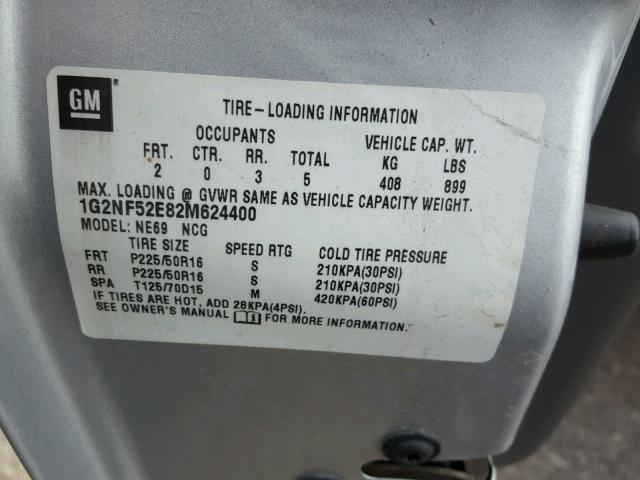 GM®
TIRE-LOADING INFORMATION
OCCUPANTS VEHICLE CAP. WT.
FRT. CTR. RR. TOTAL KG LBS
2 0 3 5 408 899
MAX. LOADING @ GVWR SAME AS VEHICLE CAPACITY WEIGHT.
1G2NF52E82M624400
MODEL: NE69 NCG
TIRE SIZE SPEED RTG COLD TIRE PRESSURE
FRT P225/50R16 S 210KPA(30PSI)
RR P225/50R16 S 210KPA(30PSI)
SPA T125/70D15 M 420KPA(60PSI)
IF TIRES ARE HOT, ADD 28KPA(4PSI).
SEE OWNER'S MANUAL FOR MORE INFORMATION.